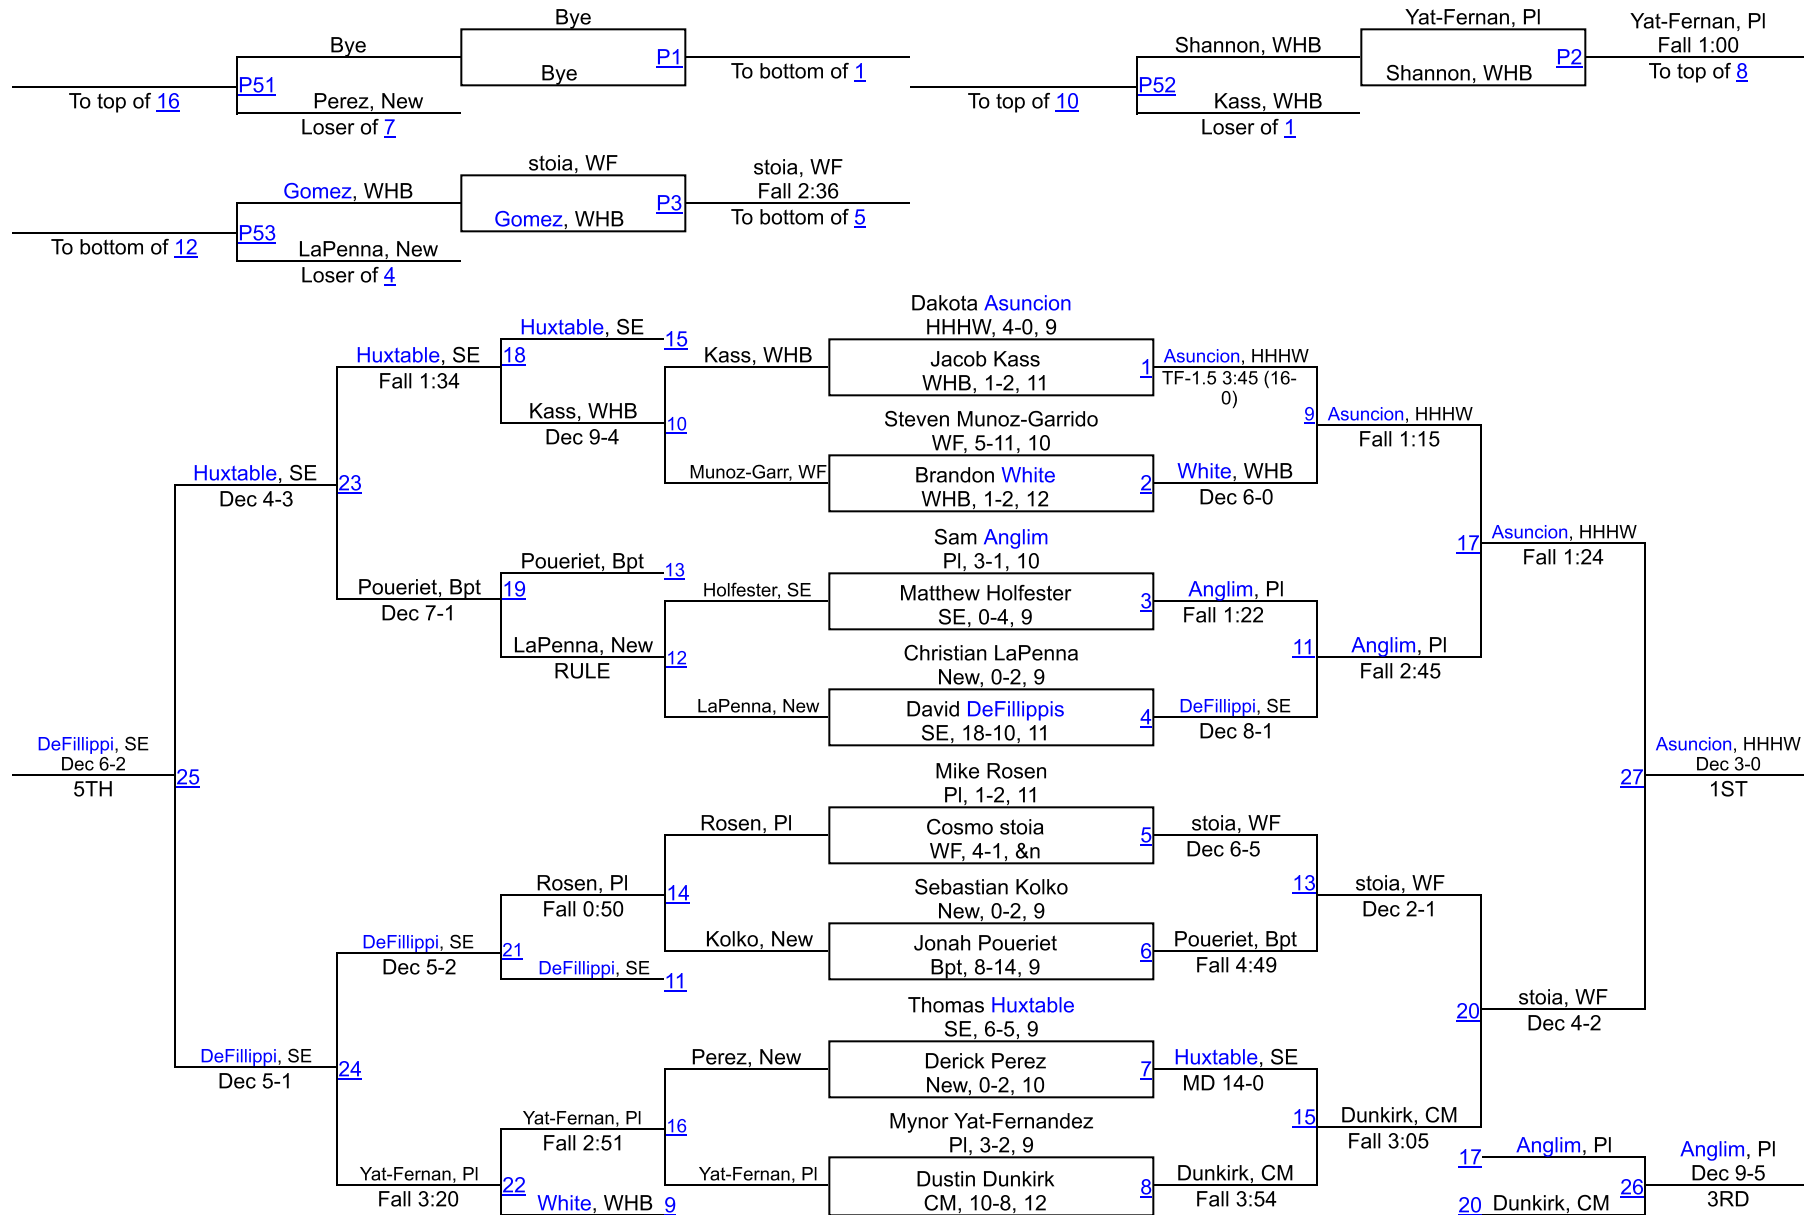 Bye
Bye
P1
Bye
To bottom of 1
P51
To top of 16
Perez, New
Loser of 7
Yat-Fernan, Pl
Shannon, WHB
P2
Yat-Fernan, Pl
Fall 1:00
Shannon, WHB
To top of 8
P52
To top of 10
Kass, WHB
Loser of 1
stoia, WF
Gomez, WHB
P3
stoia, WF
Fall 2:36
Gomez, WHB
To bottom of 5
P53
To bottom of 12
LaPenna, New
Loser of 4
Dakota Asuncion
HHHW, 4-0, 9
Huxtable, SE
15
Huxtable, SE
18
Fall 1:34
Kass, WHB
Jacob Kass
WHB, 1-2, 11
1
Asuncion, HHHW
TF-1.5 3:45 (16-
0)
Kass, WHB
Dec 9-4
10
Steven Munoz-Garrido
WF, 5-11, 10
9
Asuncion, HHHW
Fall 1:15
Huxtable, SE
Dec 4-3
23
Munoz-Garr, WF
Brandon White
WHB, 1-2, 12
2
White, WHB
Dec 6-0
Sam Anglim
Pl, 3-1, 10
17
Asuncion, HHHW
Fall 1:24
Poueriet, Bpt
13
Poueriet, Bpt
19
Dec 7-1
Holfester, SE
Matthew Holfester
SE, 0-4, 9
3
Anglim, Pl
Fall 1:22
LaPenna, New
RULE
12
Christian LaPenna
New, 0-2, 9
11
Anglim, Pl
Fall 2:45
LaPenna, New
David DeFillippis
SE, 18-10, 11
4
DeFillippi, SE
Dec 8-1
DeFillippi, SE
Dec 6-2
5TH
25
Mike Rosen
Pl, 1-2, 11
27
Asuncion, HHHW
Dec 3-0
1ST
Rosen, Pl
Cosmo stoia
WF, 4-1, &n
5
stoia, WF
Dec 6-5
Rosen, Pl
Fall 0:50
14
Sebastian Kolko
New, 0-2, 9
13
stoia, WF
Dec 2-1
DeFillippi, SE
Dec 5-2
21
Kolko, New
Jonah Poueriet
Bpt, 8-14, 9
6
Poueriet, Bpt
Fall 4:49
DeFillippi, SE
11
Thomas Huxtable
SE, 6-5, 9
20
stoia, WF
Dec 4-2
DeFillippi, SE
Dec 5-1
24
Perez, New
Derick Perez
New, 0-2, 10
7
Huxtable, SE
MD 14-0
Yat-Fernan, Pl
Fall 2:51
16
Mynor Yat-Fernandez
Pl, 3-2, 9
15
Dunkirk, CM
Fall 3:05
Yat-Fernan, Pl
Fall 3:20
22
Yat-Fernan, Pl
Dustin Dunkirk
CM, 10-8, 12
8
Dunkirk, CM
Fall 3:54
White, WHB
9
17
Anglim, Pl
26
Anglim, Pl
Dec 9-5
3RD
20
Dunkirk, CM